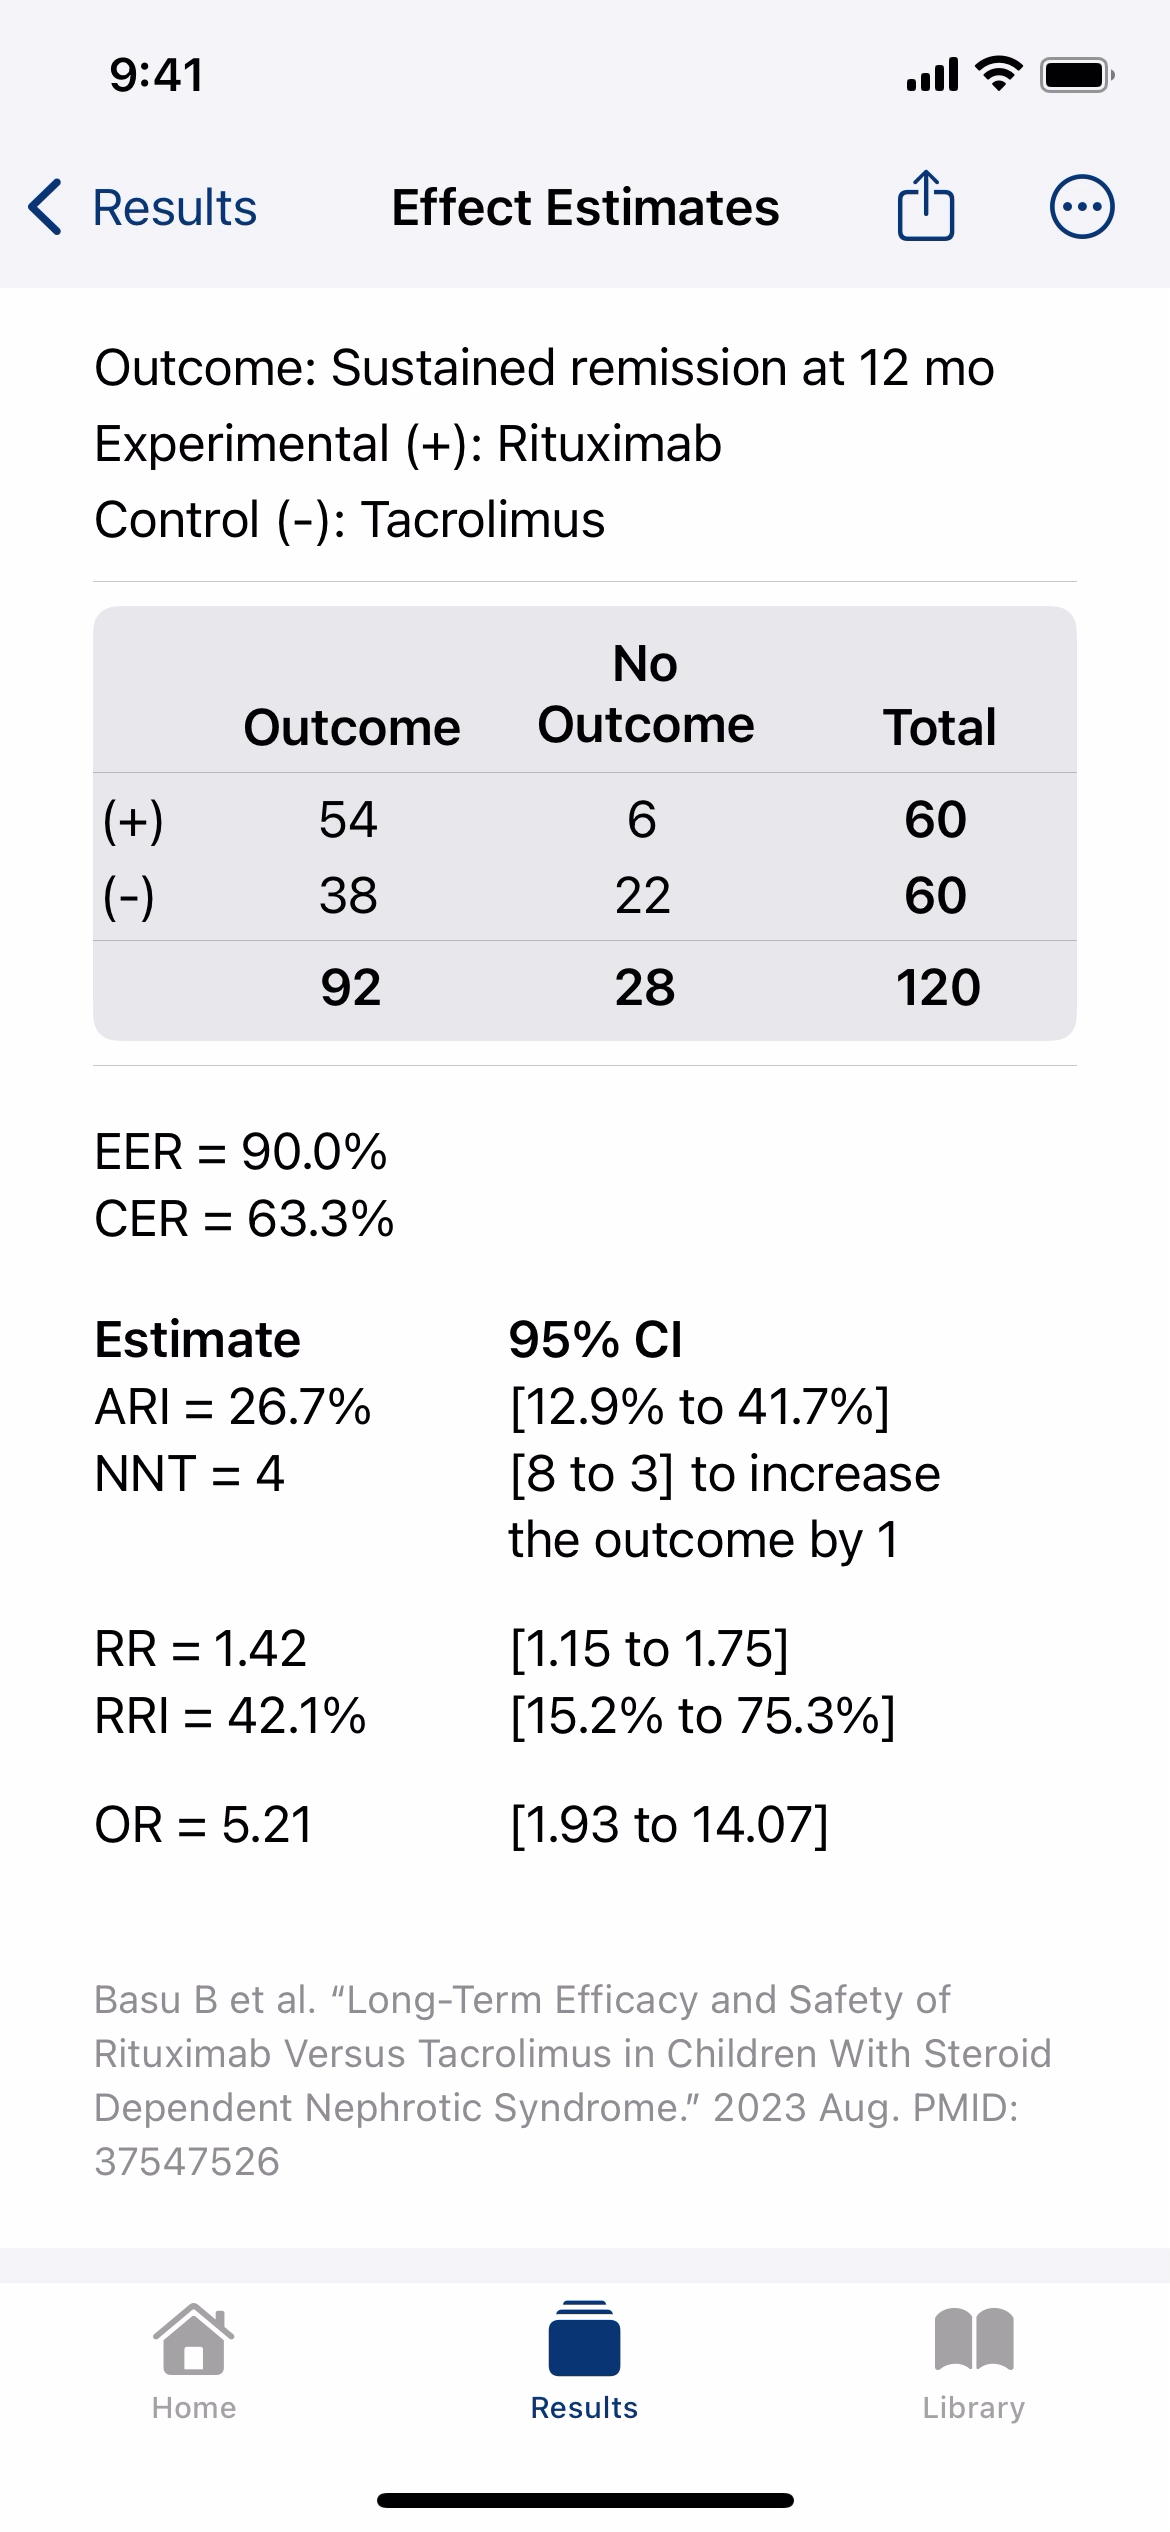 9:41
Results Effect Estimates
Outcome: Sustained remission at 12 mo
Experimental (+): Rituximab
Control (-): Tacrolimus
No
Outcome Outcome Total
(+) 54 6 60
(-) 38 22 60
92 28 120
EER = 90.0%
CER = 63.3%
Estimate 95% CI
ARI = 26.7% [12.9% to 41.7%]
NNT = 4 [8 to 3] to increase
the outcome by 1
RR = 1.42 [1.15 to 1.75]
RRI = 42.1% [15.2% to 75.3%]
OR = 5.21 [1.93 to 14.07]
Basu B et al. “Long-Term Efficacy and Safety of
Rituximab Versus Tacrolimus in Children With Steroid
Dependent Nephrotic Syndrome.” 2023 Aug. PMID:
37547526
Home Results Library